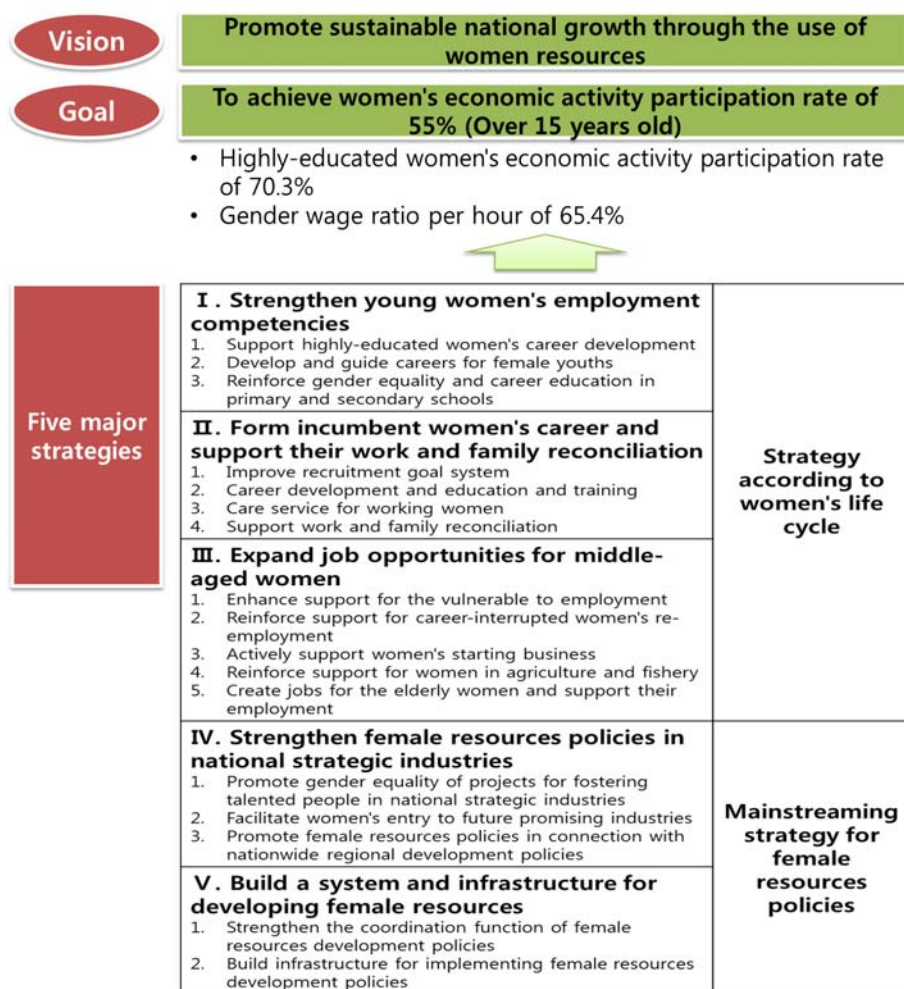 Vision
Promote sustainable national growth through the use of
women resources
Goal
To achieve women's economic activity participation rate of
55% (Over 15 years old)
• Highly-educated women's economic activity participation rate
of 70.3%
• Gender wage ratio per hour of 65.4%
Five major
strategies
Ⅰ. Strengthen young women's employment
competencies
1. Support highly-educated women's career development
2. Develop and guide careers for female youths
3. Reinforce gender equality and career education in
primary and secondary schools
Ⅱ. Form incumbent women's career and
support their work and family reconciliation
1. Improve recruitment goal system
2. Career development and education and training
3. Care service for working women
4. Support work and family reconciliation
Ⅲ. Expand job opportunities for middle-
aged women
1. Enhance support for the vulnerable to employment
2. Reinforce support for career-interrupted women's re-
employment
3. Actively support women's starting business
4. Reinforce support for women in agriculture and fishery
5. Create jobs for the elderly women and support their
employment
Strategy
according to
women's life
cycle
Ⅳ. Strengthen female resources policies in
national strategic industries
1. Promote gender equality of projects for fostering
talented people in national strategic industries
2. Facilitate women's entry to future promising industries
3. Promote female resources policies in connection with
nationwide regional development policies
Ⅴ. Build a system and infrastructure for
developing female resources
1. Strengthen the coordination function of female
resources development policies
2. Build infrastructure for implementing female resources
development policies
Mainstreaming
strategy for
female
resources
policies